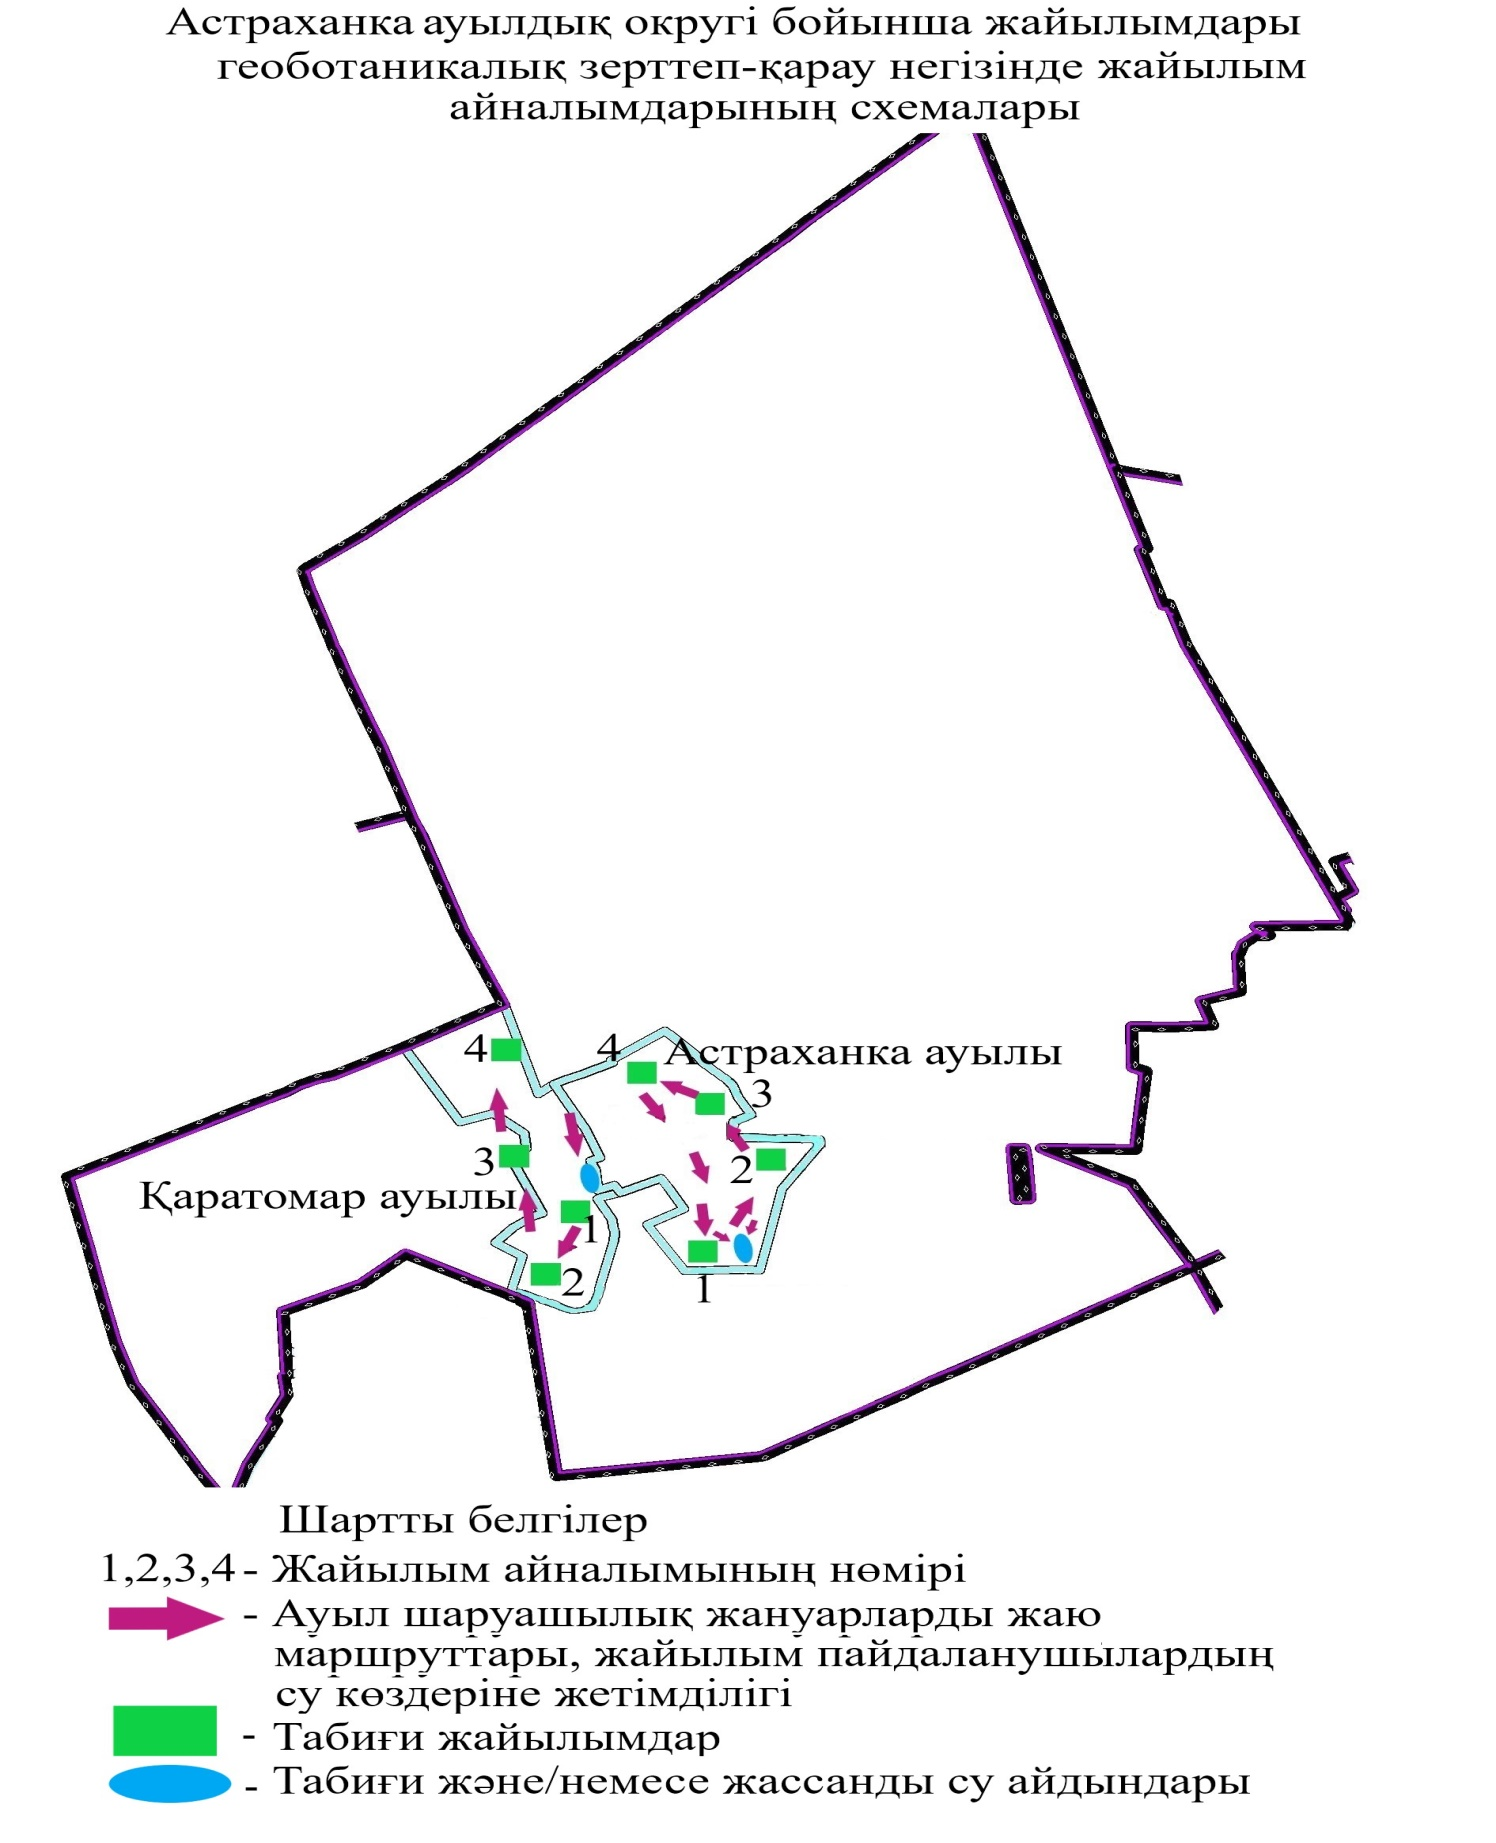 Астраханка ауылдық округі бойынша жайылымдары
геоботаникалық зерттеп-қарау негізінде жайылым
айналымдарының схемалары
4
4
Астраханка ауылы
3
3
2
Қаратомар ауылы
1
2
1
Шартты белгілер
1,2,3,4 - Жайылым айналымының нөмірі
- Ауыл шаруашылық жануарларды жаю
маршруттары, жайылым пайдаланушылардың
су көздеріне жетімділігі
- Табиғи жайылымдар
- Табиғи және/немесе жассанды су айдындары